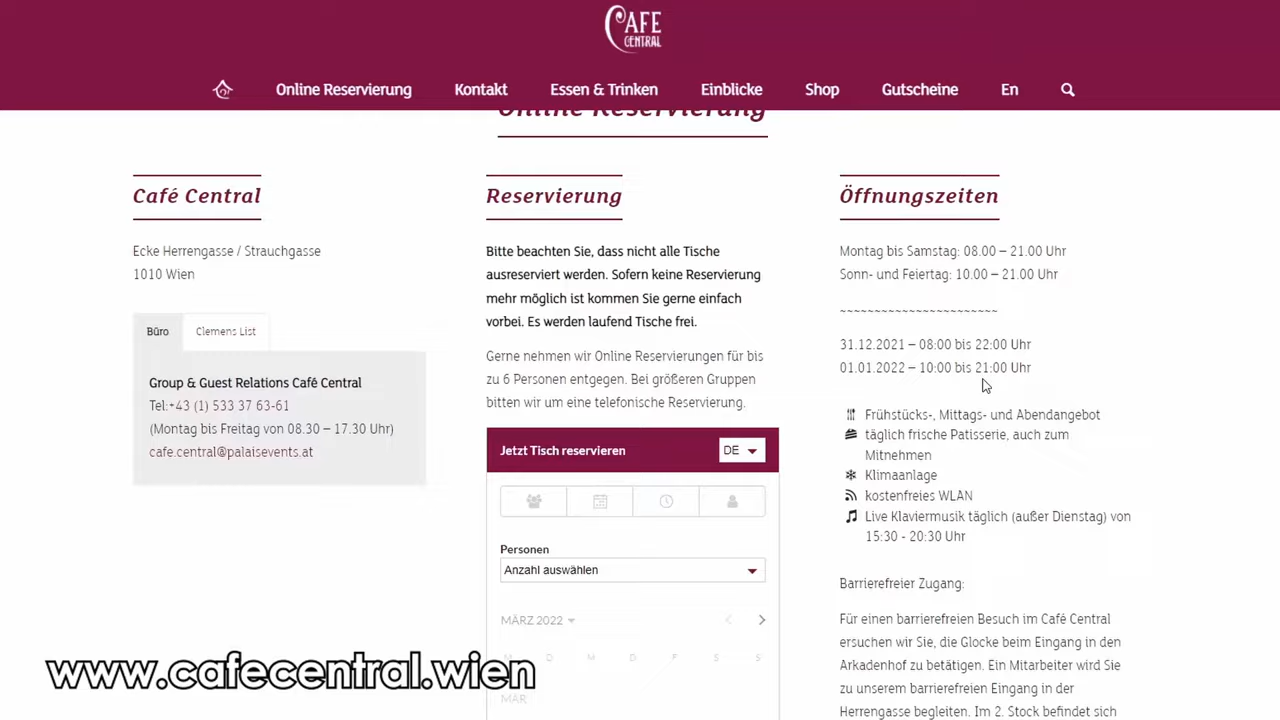 CAFE
CENTRAL
Online Reservierung
Kontakt
Essen & Trinken
Einblicke
Shop
Gutscheine
En
Online Reservierung
Café Central
Ecke Herrengasse / Strauchgasse
1010 Wien
Büro
Clemens List
Group & Guest Relations Café Central
Tel:+43 (1) 533 37 63-61
(Montag bis Freitag von 08.30 – 17.30 Uhr)
cafe.central@palaisevents.at
Reservierung
Bitte beachten Sie, dass nicht alle Tische
ausreserviert werden. Sofern keine Reservierung
mehr möglich ist kommen Sie gerne einfach
vorbei. Es werden laufend Tische frei.
Gerne nehmen wir Online Reservierungen für bis
zu 6 Personen entgegen. Bei größeren Gruppen
bitten wir um eine telefonische Reservierung.
Jetzt Tisch reservieren
DE
Personen
Anzahl auswählen
MÄRZ 2022
M D M D F S S
MÄR
Öffnungszeiten
Montag bis Samstag: 08.00 – 21.00 Uhr
Sonn- und Feiertag: 10.00 – 21.00 Uhr
~~~~~~~~~~~~~~~~~~~~~~~
31.12.2021 – 08:00 bis 22:00 Uhr
01.01.2022 – 10:00 bis 21:00 Uhr
Frühstücks-, Mittags- und Abendangebot
täglich frische Patisserie, auch zum
Mitnehmen
Klimaanlage
kostenfreies WLAN
Live Klaviermusik täglich (außer Dienstag) von
15:30 - 20:30 Uhr
Barrierefreier Zugang:
Für einen barrierefreien Besuch im Café Central
ersuchen wir Sie, die Glocke beim Eingang in den
Arkadenhof zu betätigen. Ein Mitarbeiter wird Sie
zu unserem barrierefreien Eingang in der
Herrengasse begleiten. Im 2. Stock befindet sich
www.cafecentral.wien